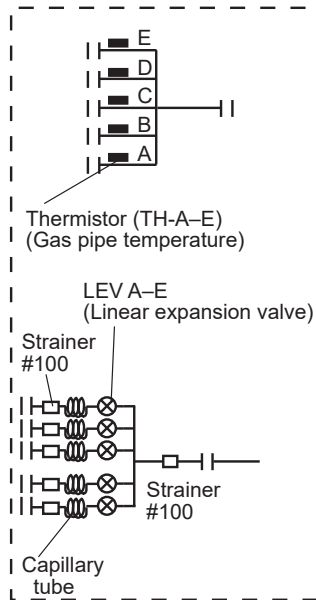 E
D
C
B
A
Thermistor (TH-A–E)
(Gas pipe temperature)
LEV A–E
(Linear expansion valve)
Strainer
#100
Strainer
#100
Capillary
tube